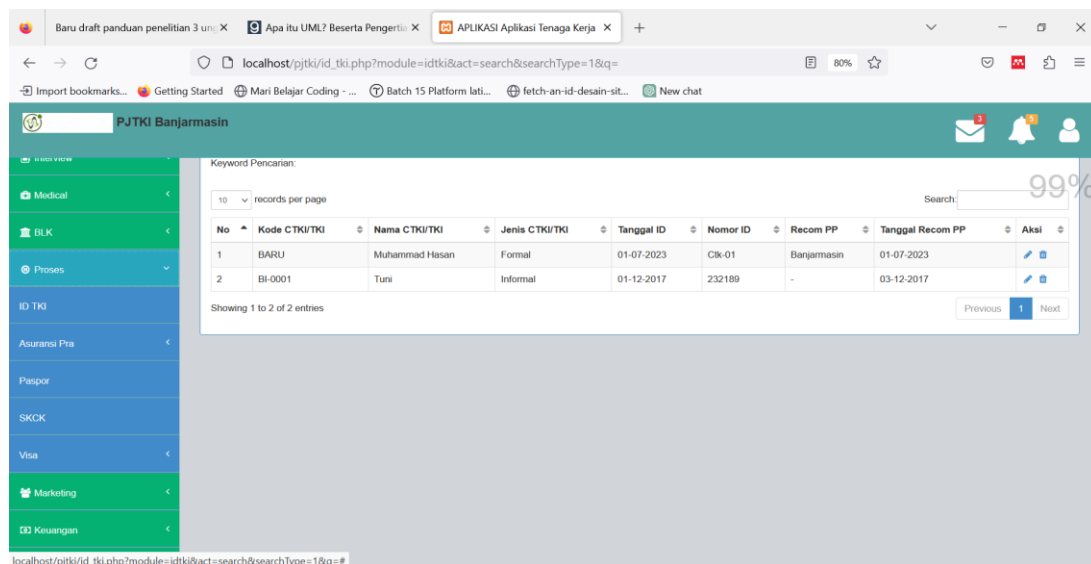 Baru draft panduan penelitian 3 ung
Apa itu UML? Beserta Pengertia
APLIKASI Aplikasi Tenaga Kerja
localhost/pjtki/id_tki.php?module=idtki&act=search&searchType=1&q=
80%
Import bookmarks...
Getting Started
Mari Belajar Coding - ...
Batch 15 Platform lati...
fetch-an-id-desain-sit...
New chat
PJTKI Banjarmasin
3
5
Interview
Medical
BLK
Proses
ID TKI
Asuransi Pra
Paspor
SKCK
Visa
Marketing
Keuangan
Keyword Pencarian:
99%
10 records per page
Search:
No Kode CTKI/TKI Nama CTKI/TKI Jenis CTKI/TKI Tanggal ID Nomor ID Recom PP Tanggal Recom PP Aksi
1 BARU Muhammad Hasan Formal 01-07-2023 Ctk-01 Banjarmasin 01-07-2023
2 BI-0001 Tuni Informal 01-12-2017 232189 - 03-12-2017
Showing 1 to 2 of 2 entries
Previous 1 Next
localhost/pjtki/id_tki.php?module=idtki&act=search&searchType=1&q=#